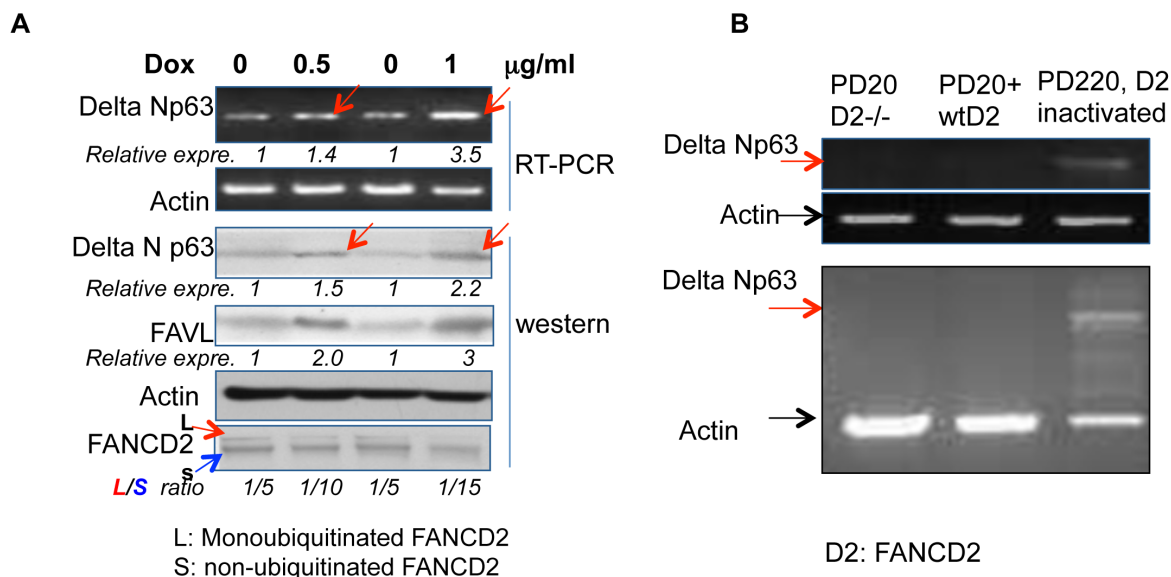 A
Dox 0 0.5 0 1 μg/ml
Delta Np63
Relative expre. 1 1.4 1 3.5
RT-PCR
Actin
Delta N p63
Relative expre. 1 1.5 1 2.2
FAVL
western
Relative expre. 1 2.0 1 3
Actin
L
FANCD2
s
L/S ratio 1/5 1/10 1/5 1/15
L: Monoubiquitinated FANCD2
S: non-ubiquitinated FANCD2
B
PD20 PD20+ PD220, D2
D2-/- wtD2 inactivated
Delta Np63
Actin
Delta Np63
Actin
D2: FANCD2